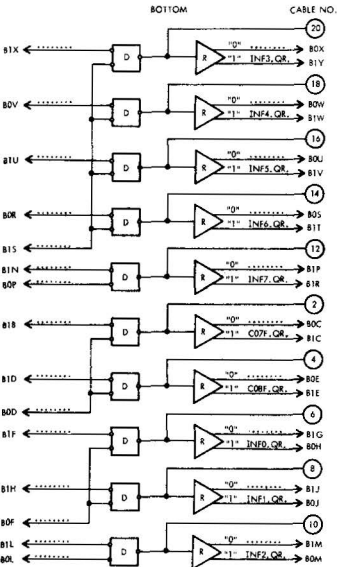 BOTTOM CABLE NO.
20
B1X D R "0" B0X
"1" INF3.QR. B1Y
18
B0V D R "0" B0W
"1" INF4.QR. B1W
16
B1U D R "0" B0U
"1" INF5.QR. B1V
14
B0R D R "0" B0S
"1" INF6.QR. B1T
B1S
12
B1N D R "0" B1P
B0P "1" INF7.QR. B1R
2
B1B D R "0" B0C
"1" C07F.QR. B1C
4
B1D D R "0" B0E
"1" C08F.QR. B1E
B0D
6
B1F D R "0" B1G
"1" INF0.QR. B0H
8
B1H D R "0" B1J
"1" INF1.QR. B0J
B0F
10
B1L D R "0" B1M
B0L "1" INF2.QR. B0M